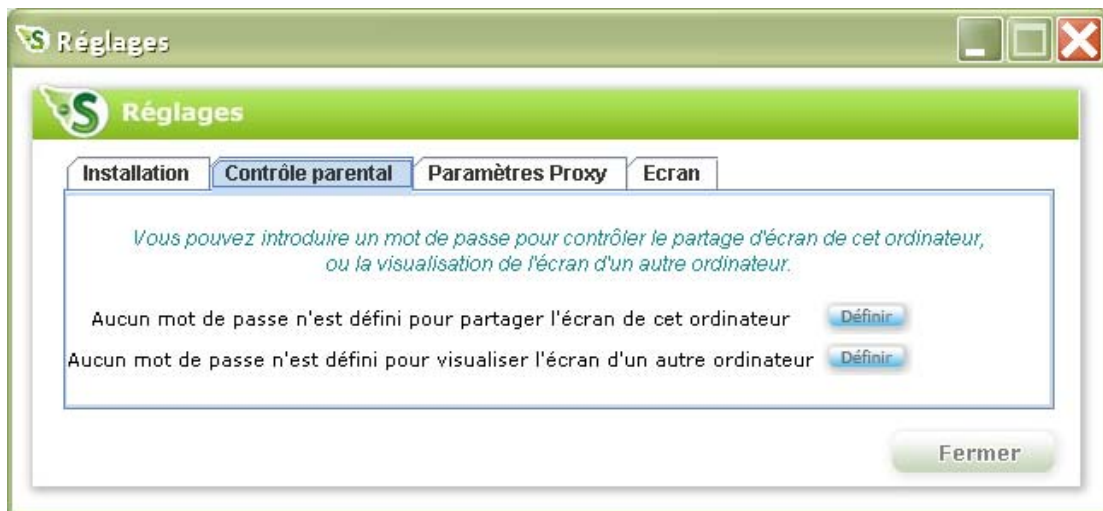 Réglages
Réglages
Installation Contrôle parental Paramètres Proxy Ecran
Vous pouvez introduire un mot de passe pour contrôler le partage d'écran de cet ordinateur,
ou la visualisation de l'écran d'un autre ordinateur.
Aucun mot de passe n'est défini pour partager l'écran de cet ordinateur Définir
Aucun mot de passe n'est défini pour visualiser l'écran d'un autre ordinateur Définir
Fermer